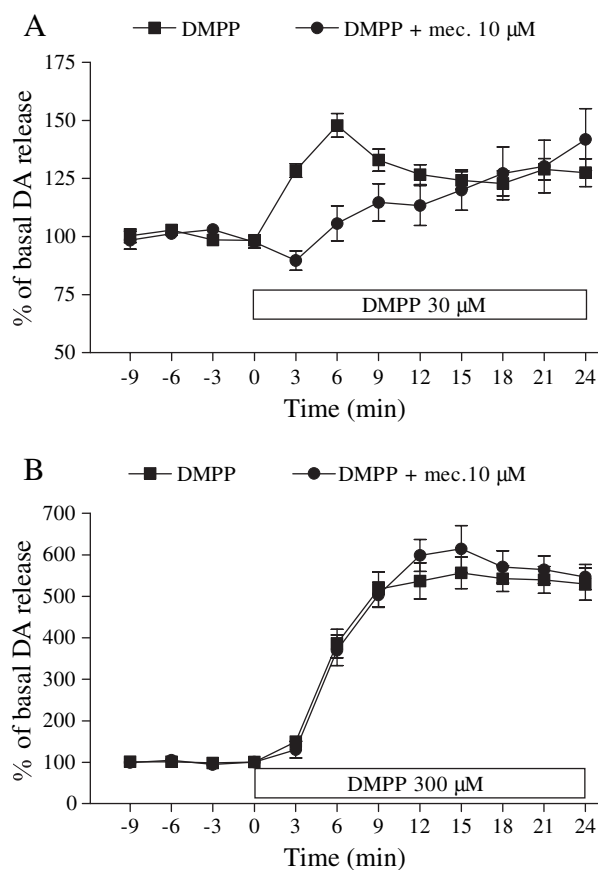 A
DMPP DMPP + mec. 10 µM
175
150
125
100
75
50
% of basal DA release
DMPP 30 µM
-9 -6 -3 0 3 6 9 12 15 18 21 24
Time (min)
B
DMPP DMPP + mec.10 µM
700
600
500
400
300
200
100
0
% of basal DA release
DMPP 300 µM
-9 -6 -3 0 3 6 9 12 15 18 21 24
Time (min)